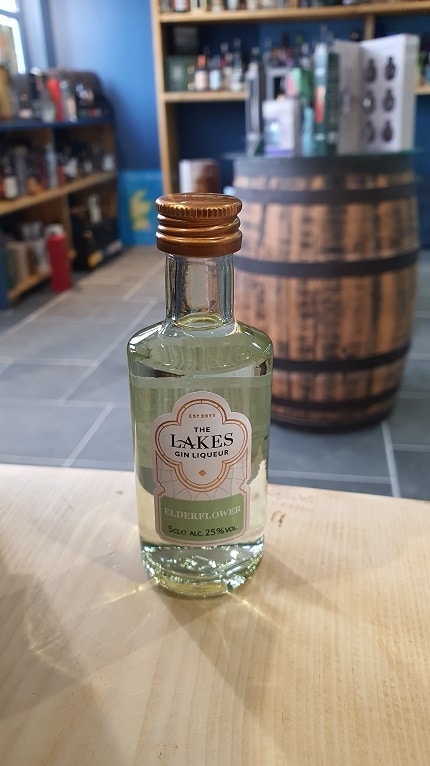 EST 2011
THE
LAKES
GIN LIQUEUR
ELDERFLOWER
5cl℮ ALC. 25% VOL.